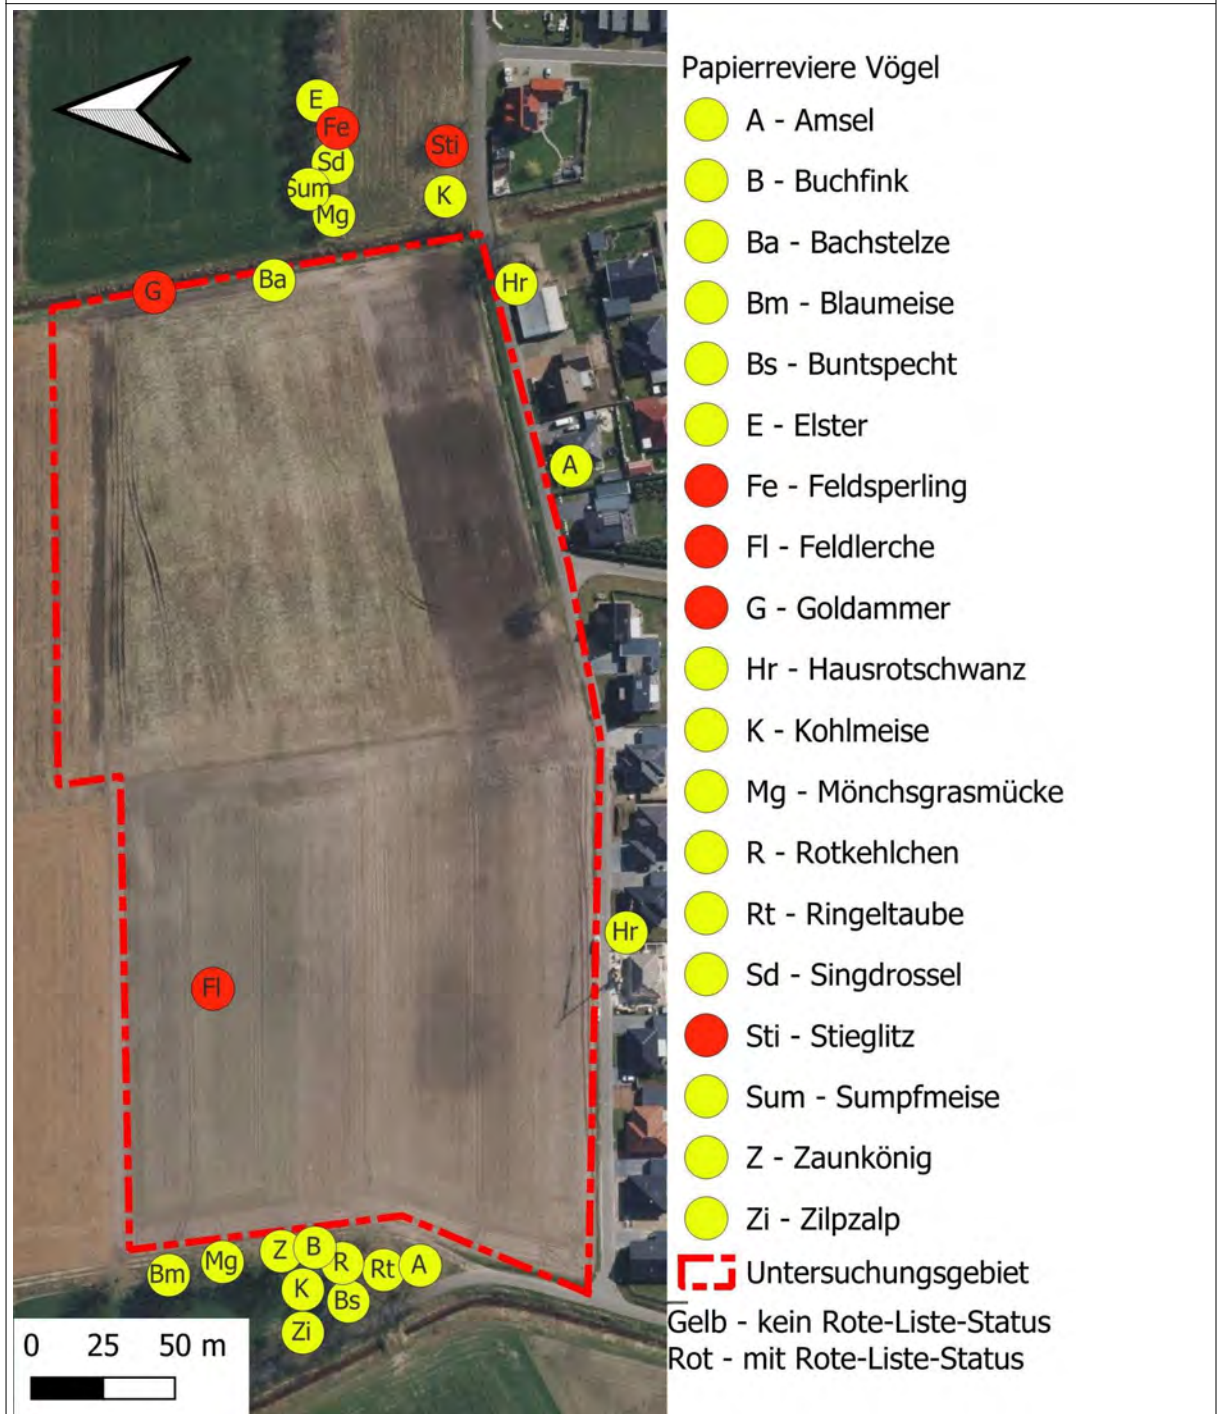 E
Fe
Sti
Sd
Sum
K
Mg
Ba
G
Hr
A
Hr
Fl
Z
B
R
Rt
A
Mg
Bm
K
Bs
Zi
0 25 50 m
Papierreviere Vögel
A - Amsel
B - Buchfink
Ba - Bachstelze
Bm - Blaumeise
Bs - Buntspecht
E - Elster
Fe - Feldsperling
Fl - Feldlerche
G - Goldammer
Hr - Hausrotschwanz
K - Kohlmeise
Mg - Mönchsgrasmücke
R - Rotkehlchen
Rt - Ringeltaube
Sd - Singdrossel
Sti - Stieglitz
Sum - Sumpfmeise
Z - Zaunkönig
Zi - Zilpzalp
Untersuchungsgebiet
Gelb - kein Rote-Liste-Status
Rot - mit Rote-Liste-Status